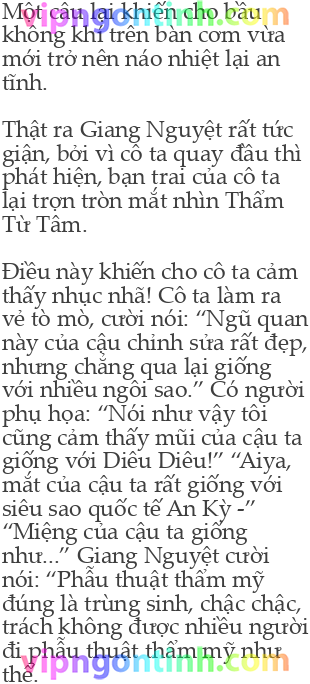 vipngontinh.com
Một câu lại khiến cho bầu
không khí trên bàn cơm vừa
mới trở nên náo nhiệt lại an
tĩnh.
Thật ra Giang Nguyệt rất tức
giận, bởi vì cô ta quay đầu thì
phát hiện, bạn trai của cô ta
lại trợn tròn mắt nhìn Thẩm
Từ Tâm.
Điều này khiến cho cô ta cảm
thấy nhục nhã! Cô ta làm ra
vẻ tò mò, cười nói: “Ngũ quan
này của cậu chỉnh sửa rất đẹp,
nhưng chẳng qua lại giống
với nhiều ngôi sao.” Có người
phụ họa: “Nói như vậy tôi
cũng cảm thấy mũi của cậu ta
giống với Diêu Diêu!” “Aiya,
mắt của cậu ta rất giống với
siêu sao quốc tế An Kỳ -”
“Miệng của cậu ta giống
như...” Giang Nguyệt cười
nói: “Phẫu thuật thẩm mỹ
đúng là trùng sinh, chậc chậc,
trách không được nhiều người
đi phẫu thuật thẩm mỹ như
vipngontinh.com
thế.